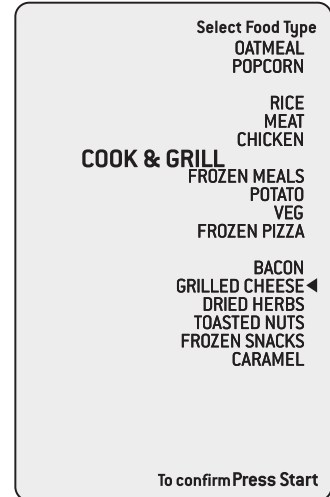 Select Food Type
OATMEAL
POPCORN
RICE
MEAT
CHICKEN
COOK & GRILL
FROZEN MEALS
POTATO
VEG
FROZEN PIZZA
BACON
GRILLED CHEESE
DRIED HERBS
TOASTED NUTS
FROZEN SNACKS
CARAMEL
To confirm Press Start